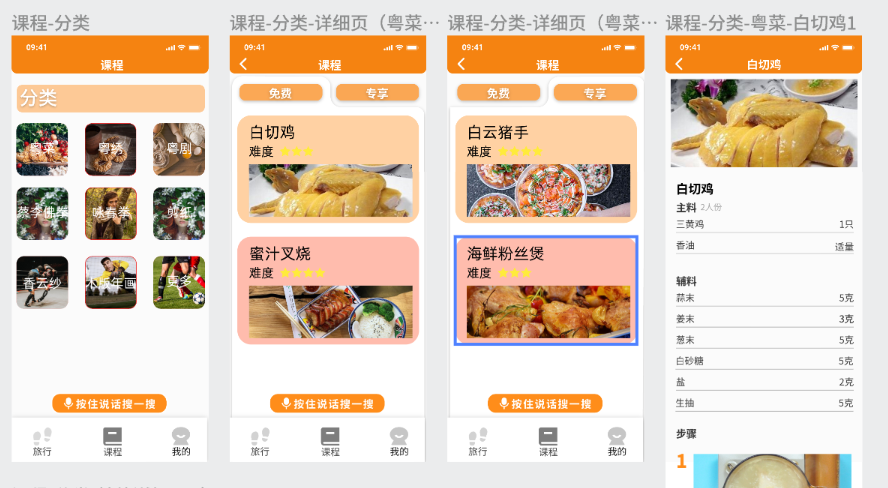 课程-分类
09:41
课程
分类
粤菜
粤绣
粤剧
蔡李佛拳
咏春拳
剪纸
香云纱
木版年画
更多
按住说话搜一搜
旅行
课程
我的
课程-分类-详细页（粤菜…
09:41
课程
免费
专享
白切鸡
难度
蜜汁叉烧
难度
按住说话搜一搜
旅行
课程
我的
课程-分类-详细页（粤菜…
09:41
课程
免费
专享
白云猪手
难度
海鲜粉丝煲
难度
按住说话搜一搜
旅行
课程
我的
课程-分类-粤菜-白切鸡1
09:41
白切鸡
白切鸡
主料 2人份
三黄鸡 1只
香油 适量
辅料
蒜末 5克
姜末 3克
葱末 5克
白砂糖 5克
盐 2克
生抽 5克
步骤
1